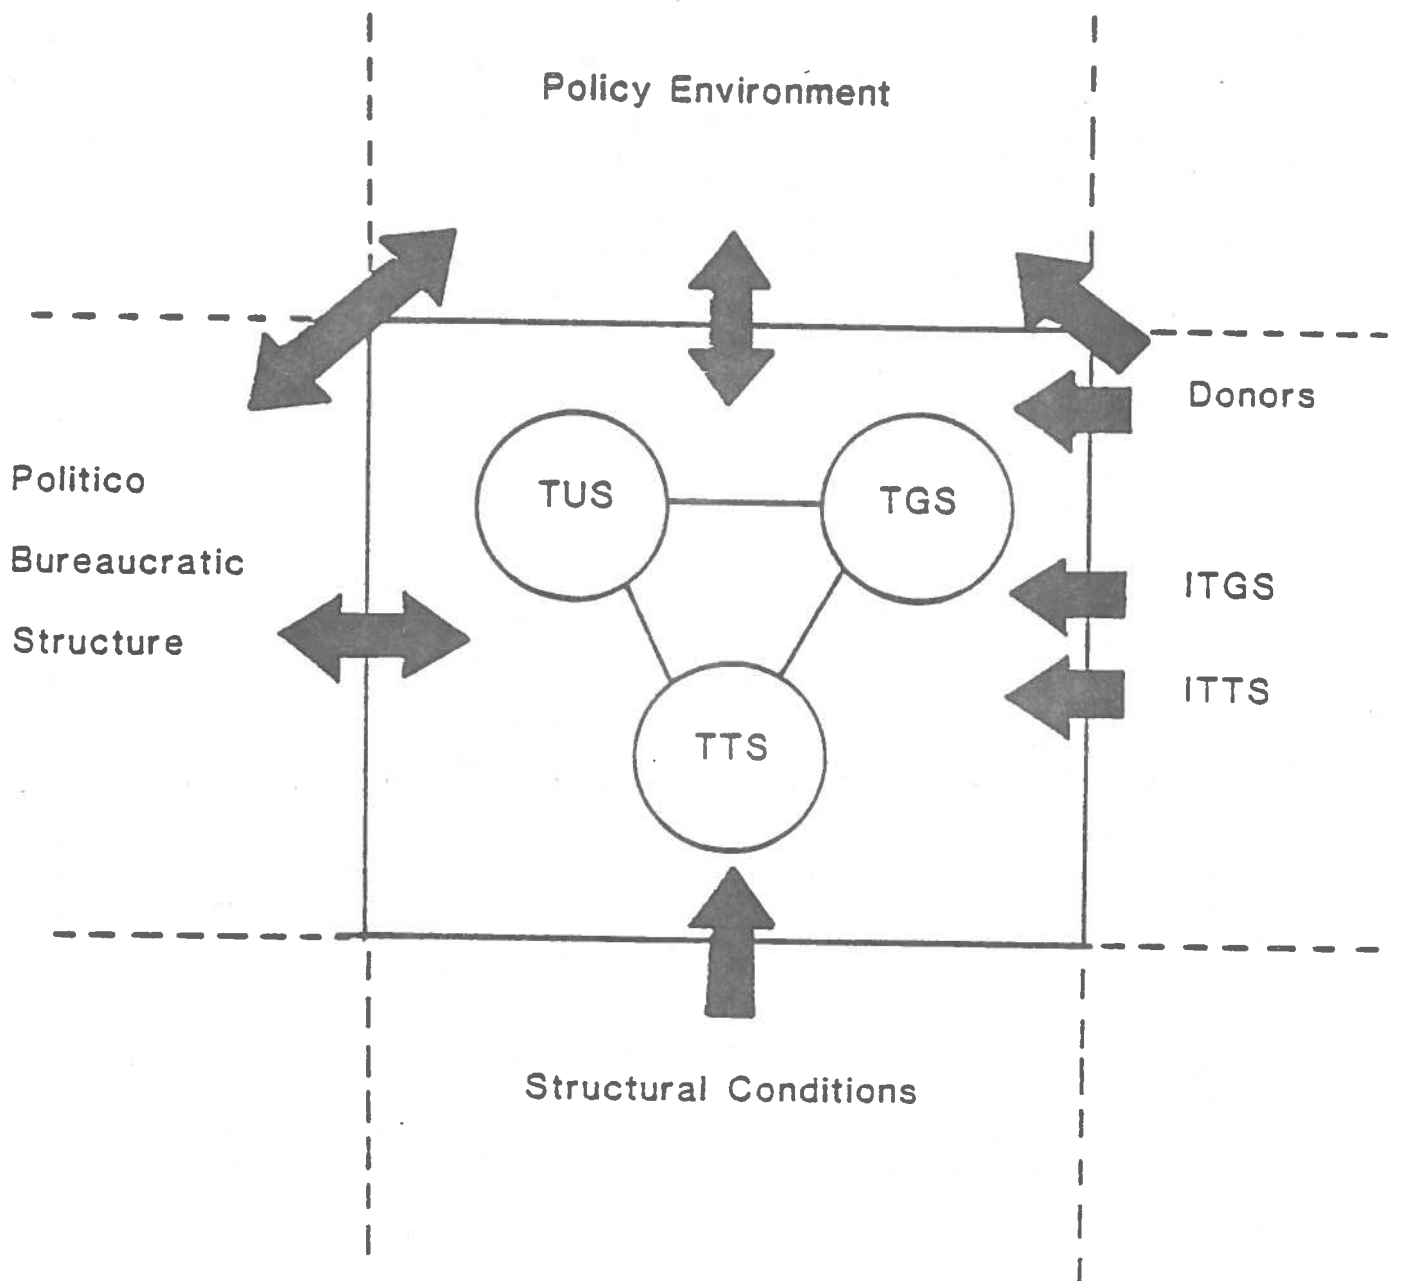 Policy Environment
Donors
Politico
TUS
TGS
Bureaucratic
ITGS
Structure
ITTS
TTS
Structural Conditions